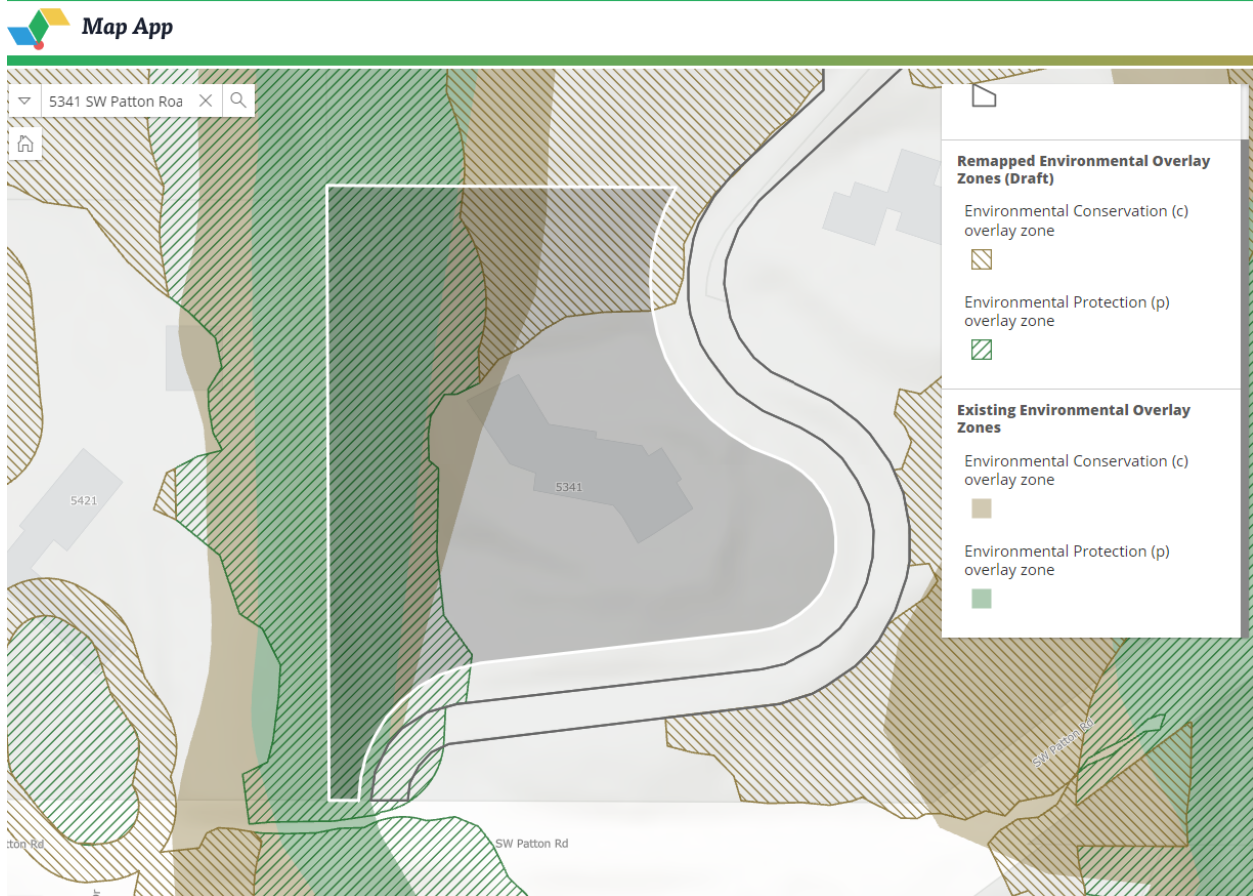 Map App
5341 SW Patton Roa
Remapped Environmental Overlay
Zones (Draft)
Environmental Conservation (c)
overlay zone
Environmental Protection (p)
overlay zone
Existing Environmental Overlay
Zones
Environmental Conservation (c)
overlay zone
Environmental Protection (p)
overlay zone
5421
5341
SW Patton Rd
Rd
SW Patton Rd